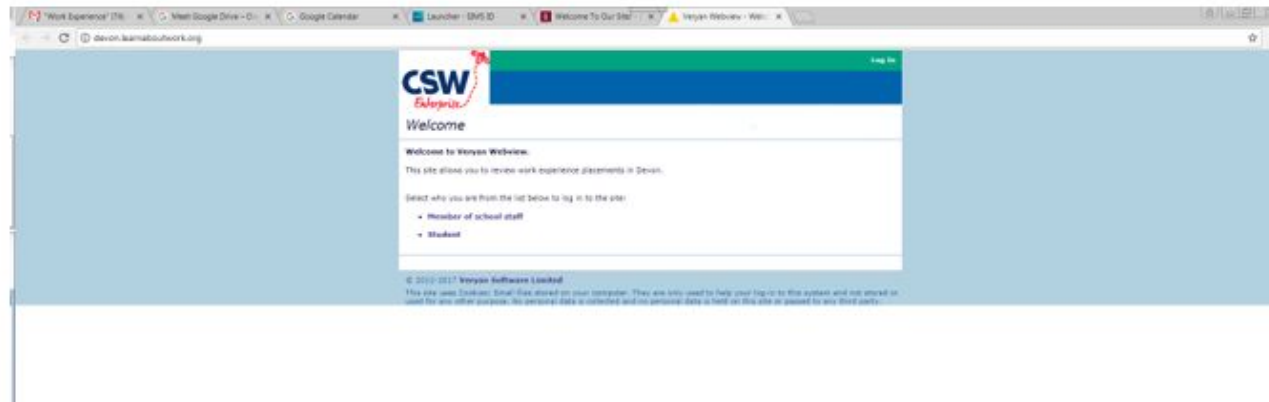 "Work Experience" (16)
Meet Google Drive – O
Google Calendar
Launcher - SIMS ID
Welcome To Our Site!
Veryan Webview - Welc
devon.learnaboutwork.org
Log In
CSW
Enterprise
Welcome
Welcome to Veryan Webview.
This site allows you to review work experience placements in Devon.
Select who you are from the list below to log in to the site:
Member of school staff
Student
© 2010-2017 Veryan Software Limited
This site uses Cookies: Small files stored on your computer. They are only used to help your log-in to this system and not stored or
used for any other purpose. No personal data is collected and no personal data is held on this site or passed to any third party.